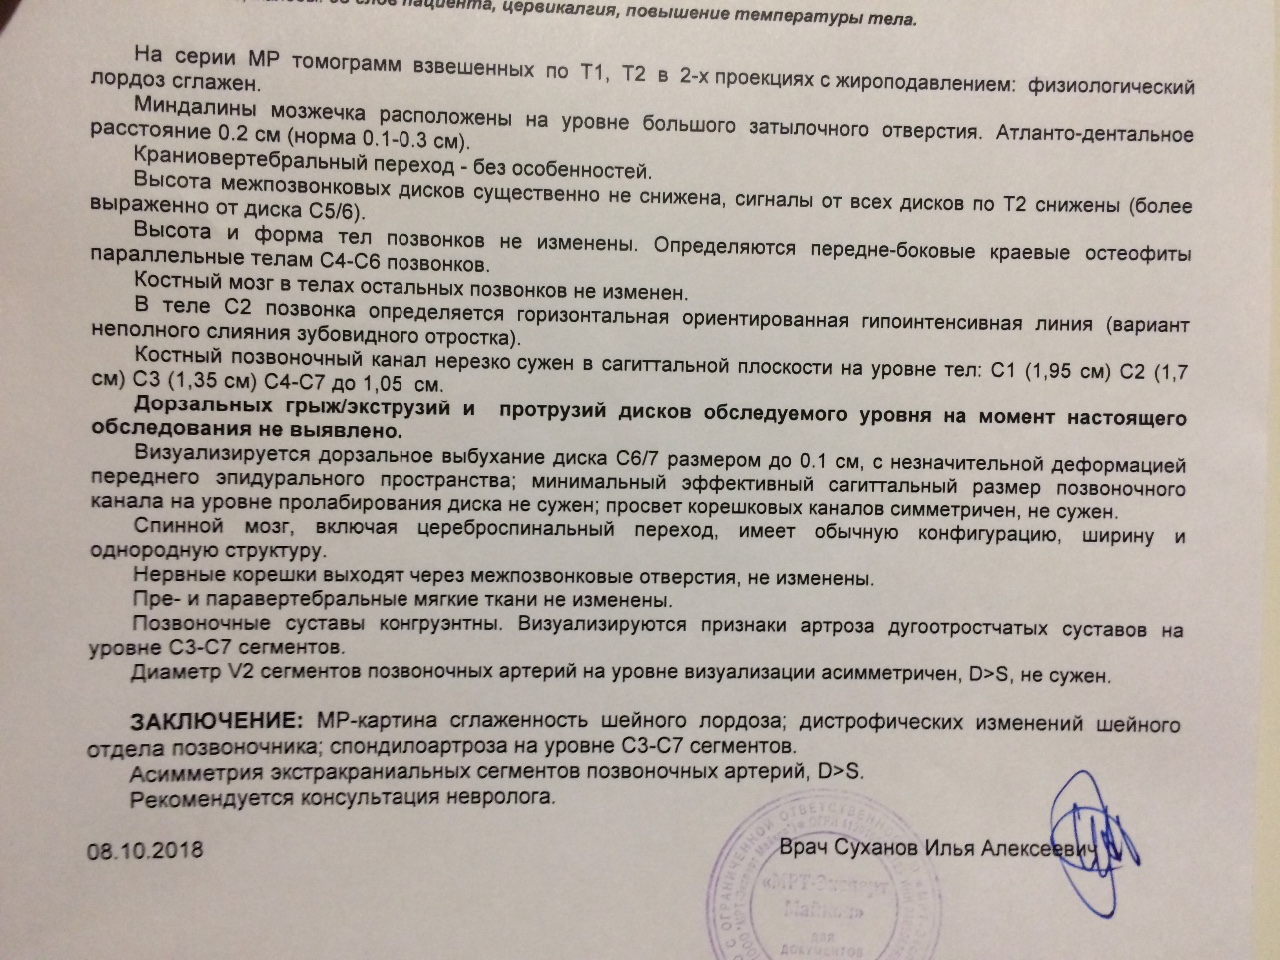 со слов пациента, цервикалгия, повышение температуры тела.
На серии МР томограмм взвешенных по Т1, Т2 в 2-х проекциях с жироподавлением: физиологический
лордоз сглажен.
Миндалины мозжечка расположены на уровне большого затылочного отверстия. Атланто-дентальное
расстояние 0.2 см (норма 0.1-0.3 см).
Краниовертебральный переход - без особенностей.
Высота межпозвонковых дисков существенно не снижена, сигналы от всех дисков по Т2 снижены (более
выраженно от диска С5/6).
Высота и форма тел позвонков не изменены. Определяются передне-боковые краевые остеофиты
параллельные телам С4-С6 позвонков.
Костный мозг в телах остальных позвонков не изменен.
В теле С2 позвонка определяется горизонтальная ориентированная гипоинтенсивная линия (вариант
неполного слияния зубовидного отростка).
Костный позвоночный канал нерезко сужен в сагиттальной плоскости на уровне тел: С1 (1,95 см) С2 (1,7
см) С3 (1,35 см) С4-С7 до 1,05 см.
Дорзальных грыж/экструзий и протрузий дисков обследуемого уровня на момент настоящего
обследования не выявлено.
Визуализируется дорзальное выбухание диска С6/7 размером до 0.1 см, с незначительной деформацией
переднего эпидурального пространства; минимальный эффективный сагиттальный размер позвоночного
канала на уровне пролабирования диска не сужен; просвет корешковых каналов симметричен, не сужен.
Спинной мозг, включая цереброспинальный переход, имеет обычную конфигурацию, ширину и
однородную структуру.
Нервные корешки выходят через межпозвонковые отверстия, не изменены.
Пре- и паравертебральные мягкие ткани не изменены.
Позвоночные суставы конгруэнтны. Визуализируются признаки артроза дугоотростчатых суставов на
уровне С3-С7 сегментов.
Диаметр V2 сегментов позвоночных артерий на уровне визуализации асимметричен, D>S, не сужен.
ЗАКЛЮЧЕНИЕ: МР-картина сглаженность шейного лордоза; дистрофических изменений шейного
отдела позвоночника; спондилоартроза на уровне С3-С7 сегментов.
Асимметрия экстракраниальных сегментов позвоночных артерий, D>S.
Рекомендуется консультация невролога.
08.10.2018
Врач Суханов Илья Алексеевич
С ОГРАНИЧЕННОЙ ОТВЕТСТВЕННО
«МРТ-Эксперт
Майкоп»
ДЛЯ
ДОКУМЕНТОВ